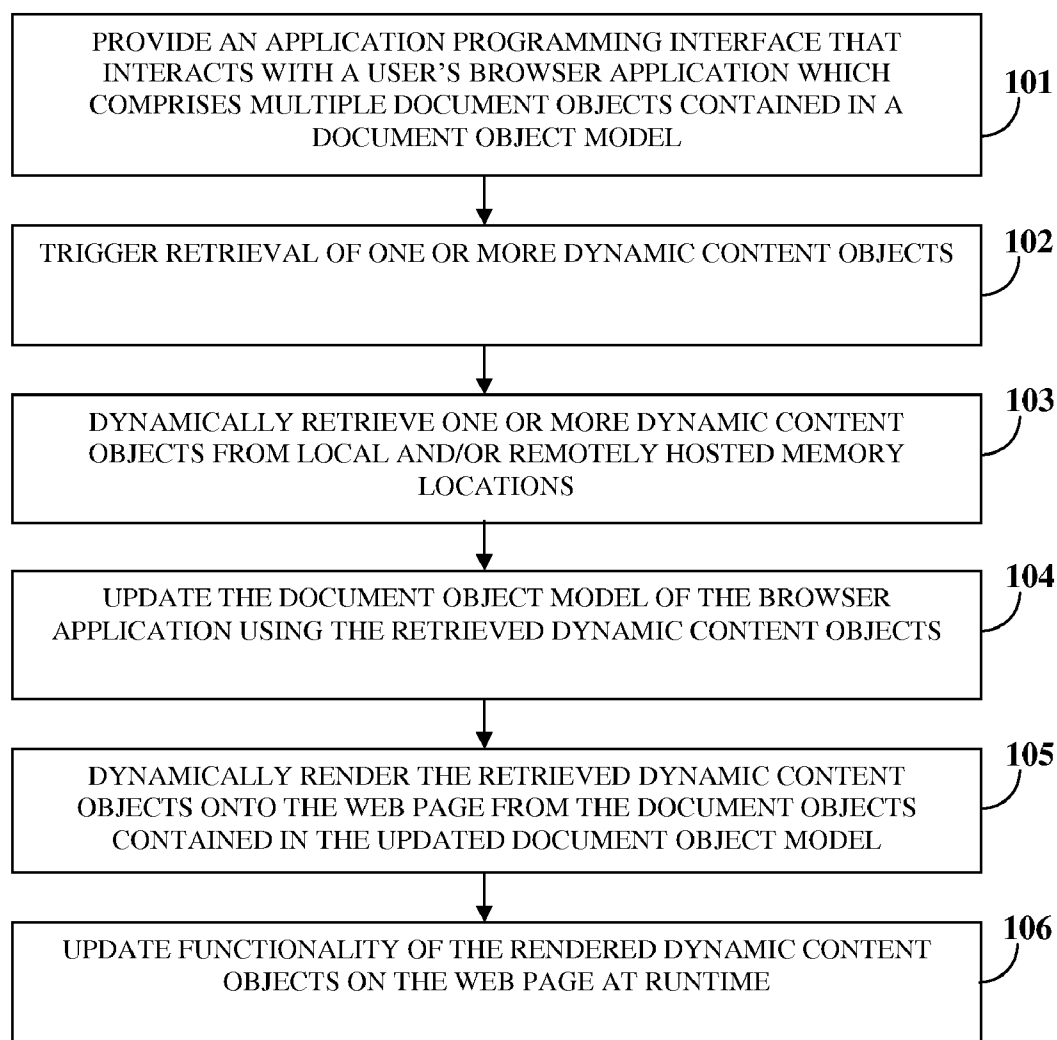 PROVIDE AN APPLICATION PROGRAMMING INTERFACE THAT
INTERACTS WITH A USER'S BROWSER APPLICATION WHICH
COMPRISES MULTIPLE DOCUMENT OBJECTS CONTAINED IN A
DOCUMENT OBJECT MODEL
101
TRIGGER RETRIEVAL OF ONE OR MORE DYNAMIC CONTENT OBJECTS
102
DYNAMICALLY RETRIEVE ONE OR MORE DYNAMIC CONTENT
OBJECTS FROM LOCAL AND/OR REMOTELY HOSTED MEMORY
LOCATIONS
103
UPDATE THE DOCUMENT OBJECT MODEL OF THE BROWSER
APPLICATION USING THE RETRIEVED DYNAMIC CONTENT OBJECTS
104
DYNAMICALLY RENDER THE RETRIEVED DYNAMIC CONTENT
OBJECTS ONTO THE WEB PAGE FROM THE DOCUMENT OBJECTS
CONTAINED IN THE UPDATED DOCUMENT OBJECT MODEL
105
UPDATE FUNCTIONALITY OF THE RENDERED DYNAMIC CONTENT
OBJECTS ON THE WEB PAGE AT RUNTIME
106